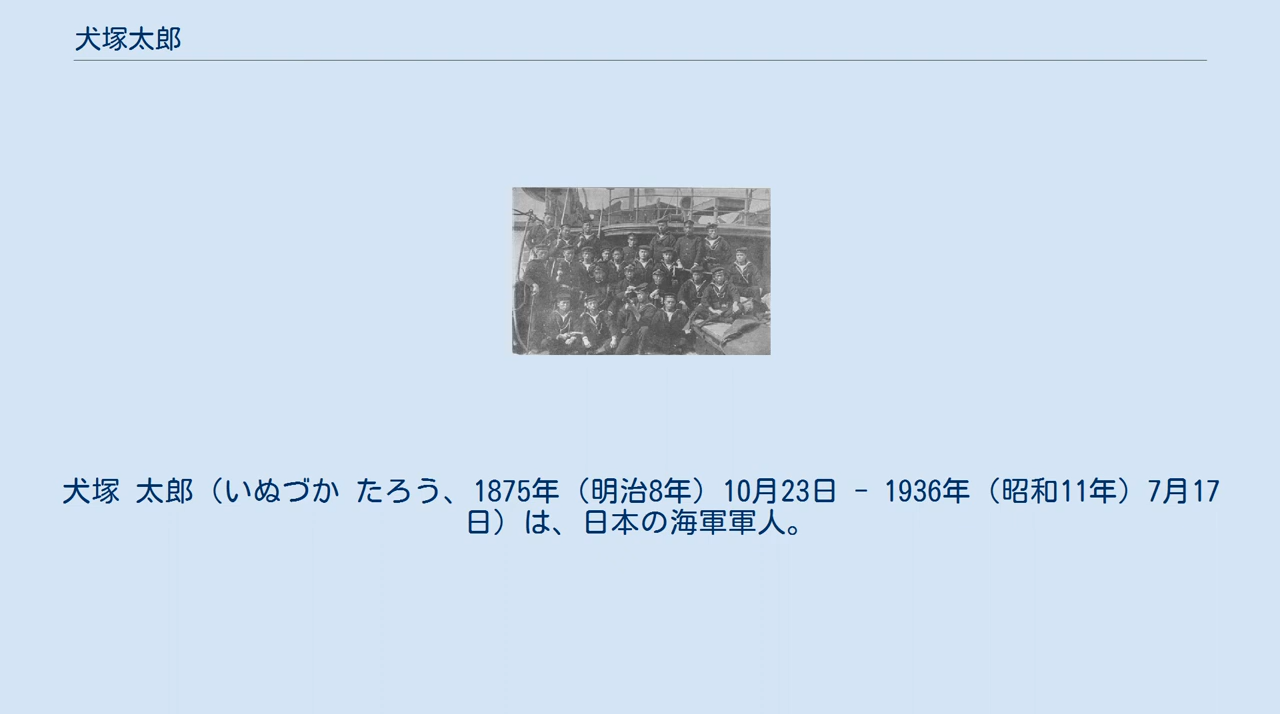 犬塚太郎
犬塚 太郎（いぬづか たろう、1875年（明治8年）10月23日 - 1936年（昭和11年）7月17
日）は、日本の海軍軍人。